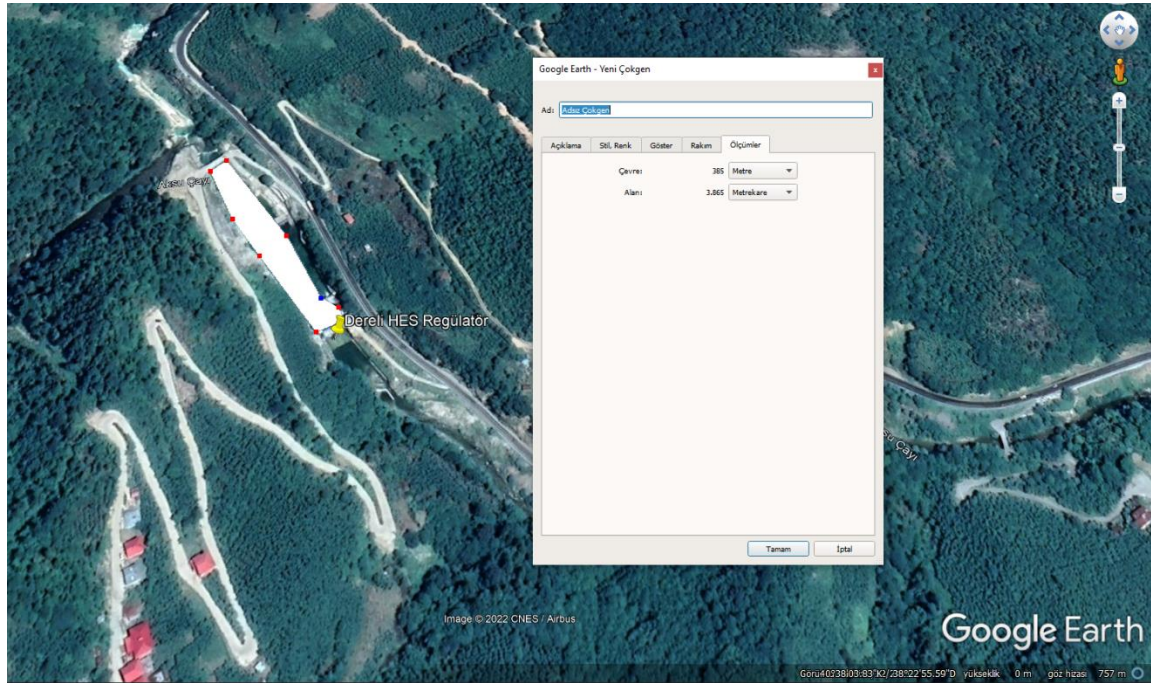 Google Earth - Yeni Çokgen
Adı Adsız Çokgen
Açıklama Stil, Renk Göster Rakım Ölçümler
Çevre: 385 Metre
Alan: 3.865 Metrekare
Aksu Çayı
Dereli HES Regülatör
Çayı
Tamam İptal
Image © 2022 CNES / Airbus
Google Earth
yükseklik 0 m göz hizası 757 m